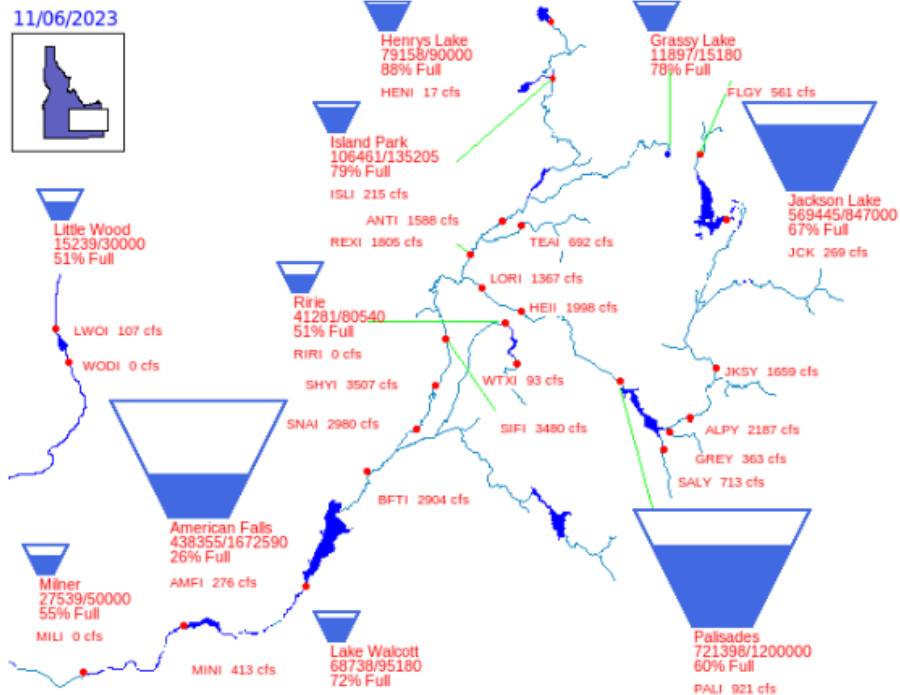 11/06/2023
Henrys Lake
79158/90000
88% Full
HENI 17 cfs
Grassy Lake
11897/15180
78% Full
FLGY 561 cfs
Island Park
106461/135205
79% Full
ISLI 215 cfs
Jackson Lake
569445/847000
67% Full
JCK 269 cfs
Little Wood
15239/30000
51% Full
ANTI 1588 cfs
REXI 1805 cfs
TEAI 692 cfs
LORI 1367 cfs
HEII 1998 cfs
Ririe
41281/80540
51% Full
RIRI 0 cfs
LWOI 107 cfs
WODI 0 cfs
SHYI 3507 cfs
WTXI 93 cfs
JKSY 1659 cfs
SNAI 2980 cfs
SIFI 3480 cfs
ALPY 2187 cfs
GREY 363 cfs
SALY 713 cfs
BFTI 2904 cfs
American Falls
438355/1672590
26% Full
AMFI 276 cfs
Milner
27539/50000
55% Full
MILI 0 cfs
MINI 413 cfs
Lake Walcott
68738/95180
72% Full
Palisades
721398/1200000
60% Full
PALI 921 cfs